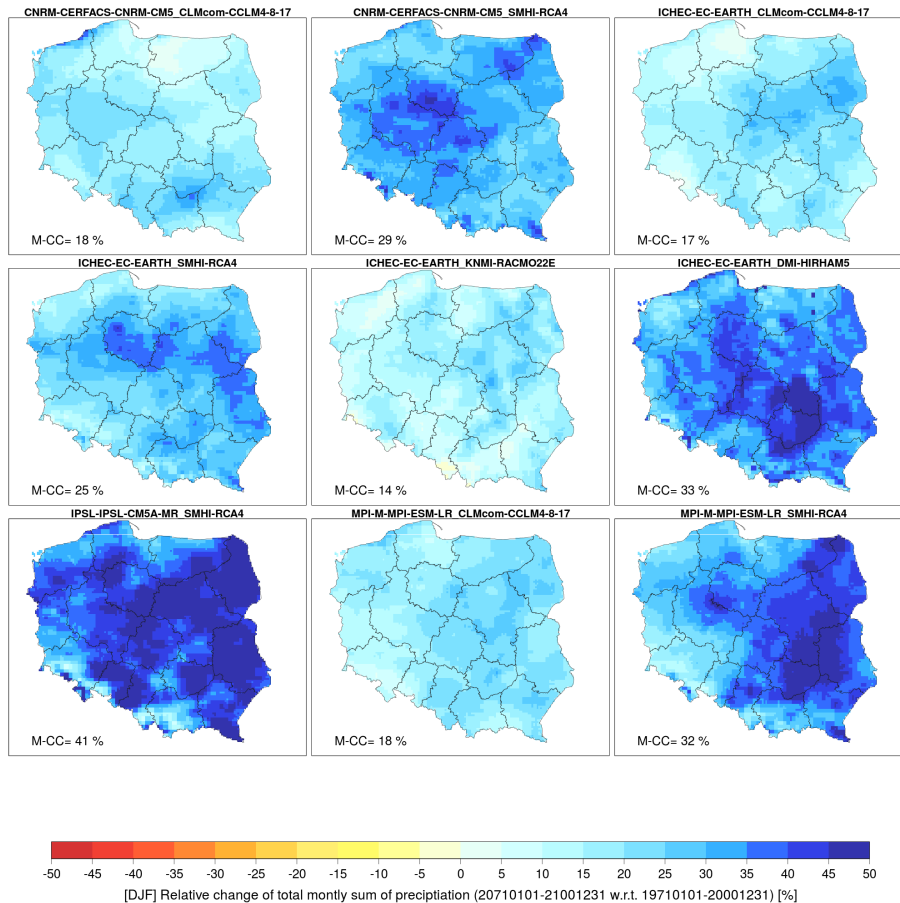 CNRM-CERFACS-CNRM-CM5_CLMcom-CCLM4-8-17
CNRM-CERFACS-CNRM-CM5_SMHI-RCA4
ICHEC-EC-EARTH_CLMcom-CCLM4-8-17
M-CC= 18 %
M-CC= 29 %
M-CC= 17 %
ICHEC-EC-EARTH_SMHI-RCA4
ICHEC-EC-EARTH_KNMI-RACMO22E
ICHEC-EC-EARTH_DMI-HIRHAM5
M-CC= 25 %
M-CC= 14 %
M-CC= 33 %
IPSL-IPSL-CM5A-MR_SMHI-RCA4
MPI-M-MPI-ESM-LR_CLMcom-CCLM4-8-17
MPI-M-MPI-ESM-LR_SMHI-RCA4
M-CC= 41 %
M-CC= 18 %
M-CC= 32 %
-50 -45 -40 -35 -30 -25 -20 -15 -10 -5 0 5 10 15 20 25 30 35 40 45 50
[DJF] Relative change of total montly sum of precipitiation (20710101-21001231 w.r.t. 19710101-20001231) [%]